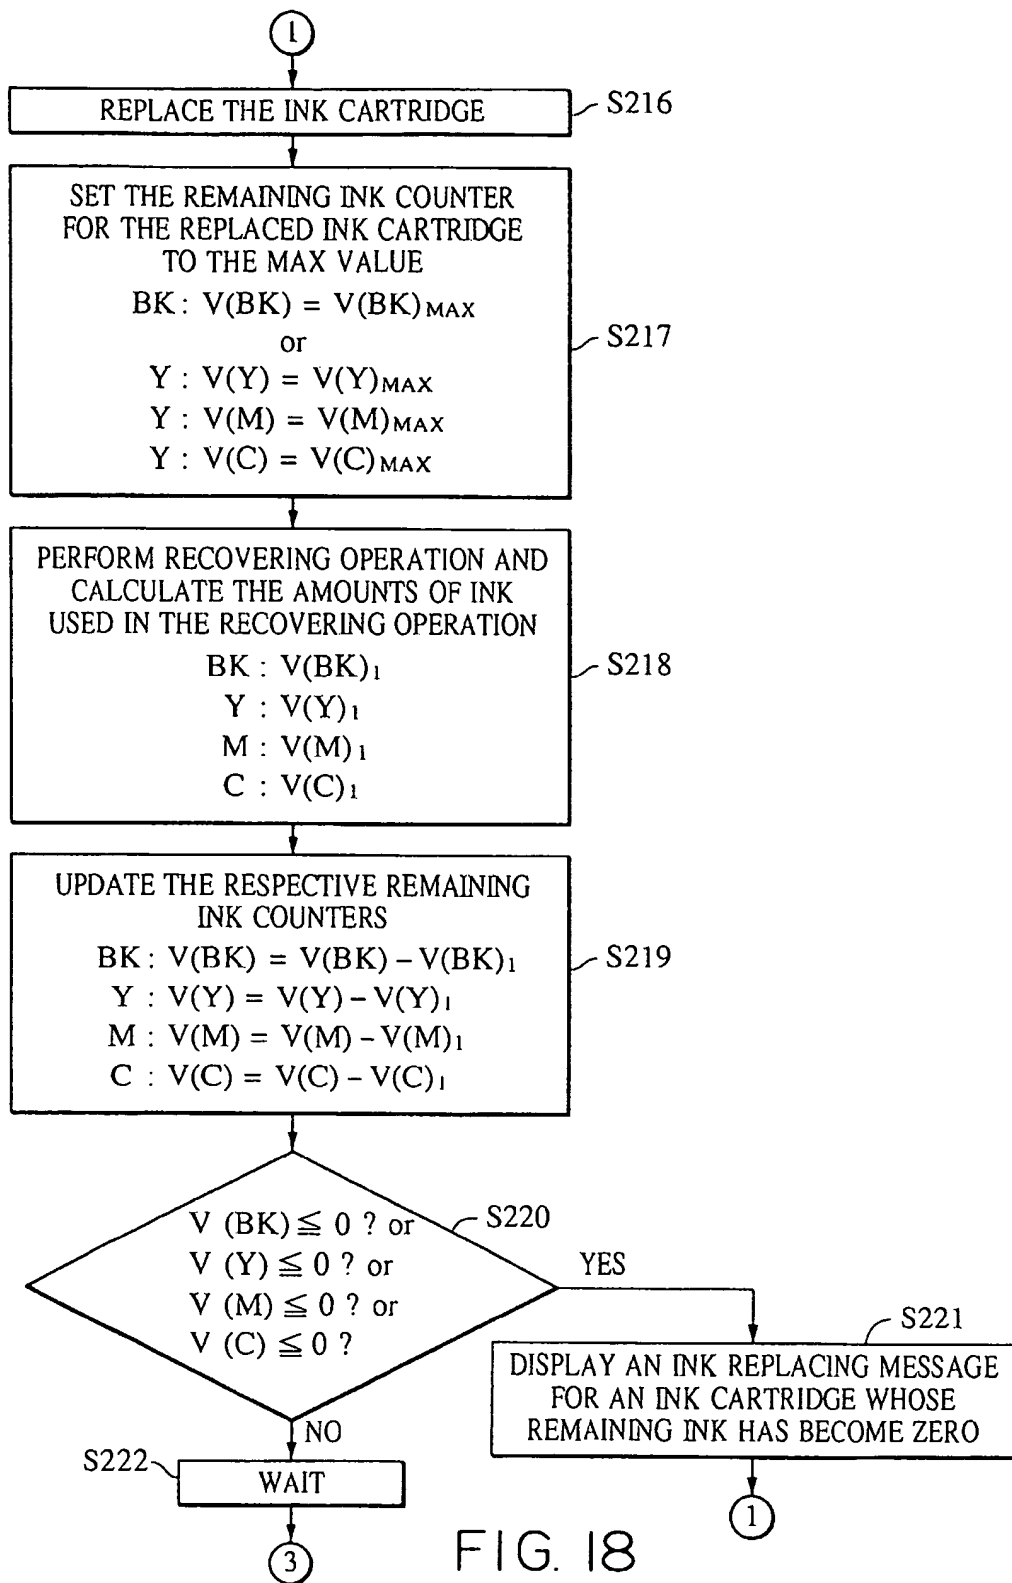 1
REPLACE THE INK CARTRIDGE
S216
SET THE REMAINING INK COUNTER
FOR THE REPLACED INK CARTRIDGE
TO THE MAX VALUE
BK : V(BK) = V(BK)MAX
or
Y : V(Y) = V(Y)MAX
Y : V(M) = V(M)MAX
Y : V(C) = V(C)MAX
S217
PERFORM RECOVERING OPERATION AND
CALCULATE THE AMOUNTS OF INK
USED IN THE RECOVERING OPERATION
BK : V(BK)1
Y : V(Y)1
M : V(M)1
C : V(C)1
S218
UPDATE THE RESPECTIVE REMAINING
INK COUNTERS
BK : V(BK) = V(BK) – V(BK)1
Y : V(Y) = V(Y) – V(Y)1
M : V(M) = V(M) – V(M)1
C : V(C) = V(C) – V(C)1
S219
V (BK) ≦ 0 ? or
V (Y) ≦ 0 ? or
V (M) ≦ 0 ? or
V (C) ≦ 0 ?
S220
YES
S221
DISPLAY AN INK REPLACING MESSAGE
FOR AN INK CARTRIDGE WHOSE
REMAINING INK HAS BECOME ZERO
1
NO
S222
WAIT
3
FIG. 18